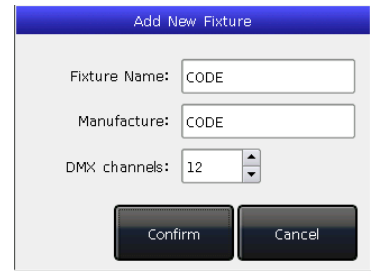 Add New Fixture
Fixture Name: CODE
Manufacture: CODE
DMX channels: 12
Confirm Cancel